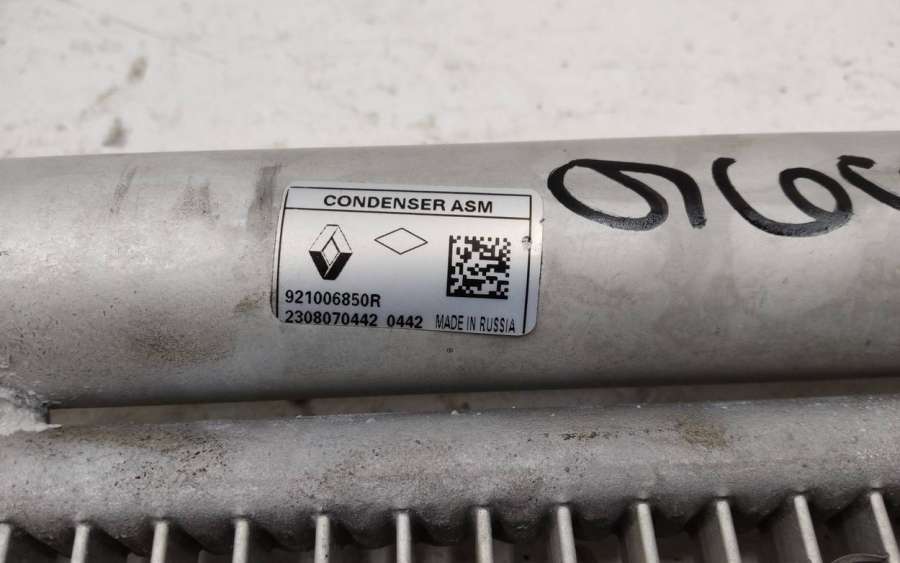 CONDENSER ASM
921006850R
2308070442 0442 MADE IN RUSSIA